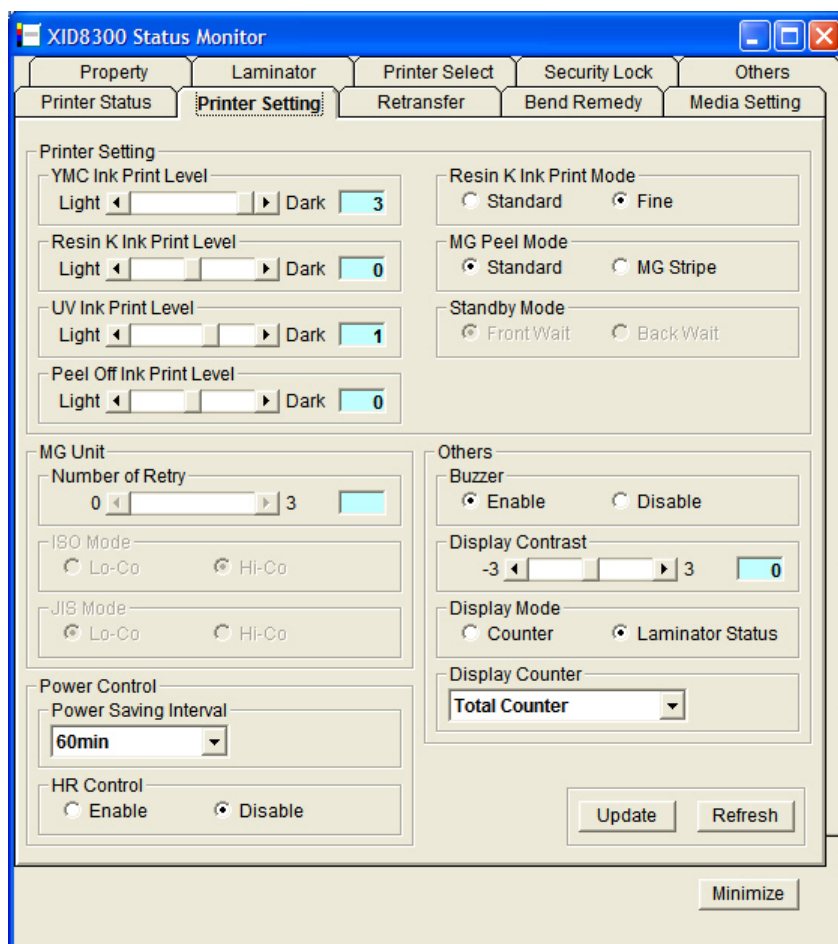 XID8300 Status Monitor
Property Laminator Printer Select Security Lock Others
Printer Status Printer Setting Retransfer Bend Remedy Media Setting
Printer Setting
YMC Ink Print Level
Light Dark 3
Resin K Ink Print Level
Light Dark 0
UV Ink Print Level
Light Dark 1
Peel Off Ink Print Level
Light Dark 0
Resin K Ink Print Mode
Standard Fine
MG Peel Mode
Standard MG Stripe
Standby Mode
Front Wait Back Wait
MG Unit
Number of Retry
0 3
ISO Mode
Lo-Co Hi-Co
JIS Mode
Lo-Co Hi-Co
Power Control
Power Saving Interval
60min
HR Control
Enable Disable
Others
Buzzer
Enable Disable
Display Contrast
-3 3 0
Display Mode
Counter Laminator Status
Display Counter
Total Counter
Update Refresh
Minimize